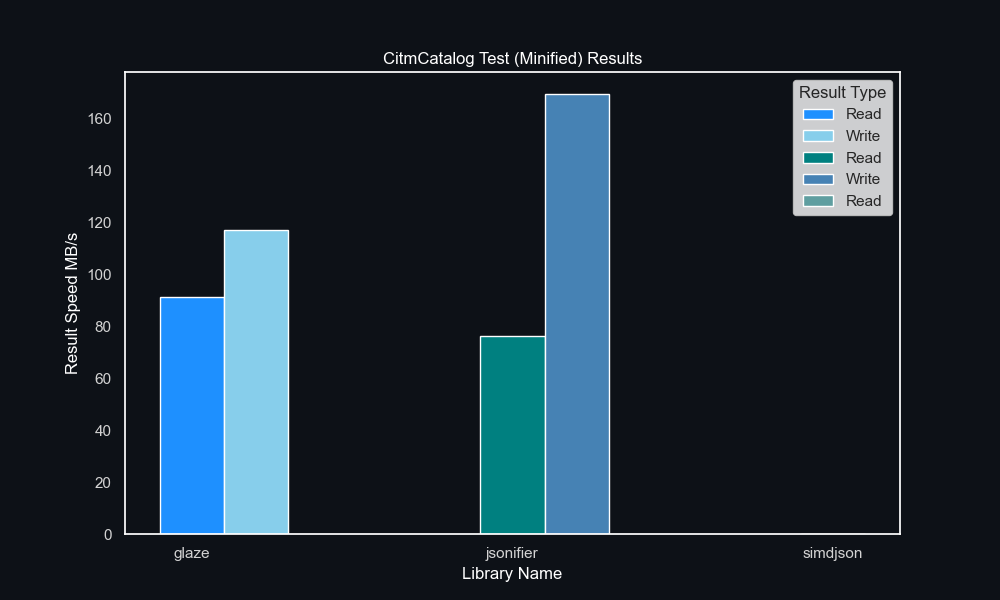 CitmCatalog Test (Minified) Results
Result Type
Read
Write
Read
Write
Read
160
140
120
100
80
60
40
20
0
Result Speed MB/s
glaze
jsonifier
simdjson
Library Name